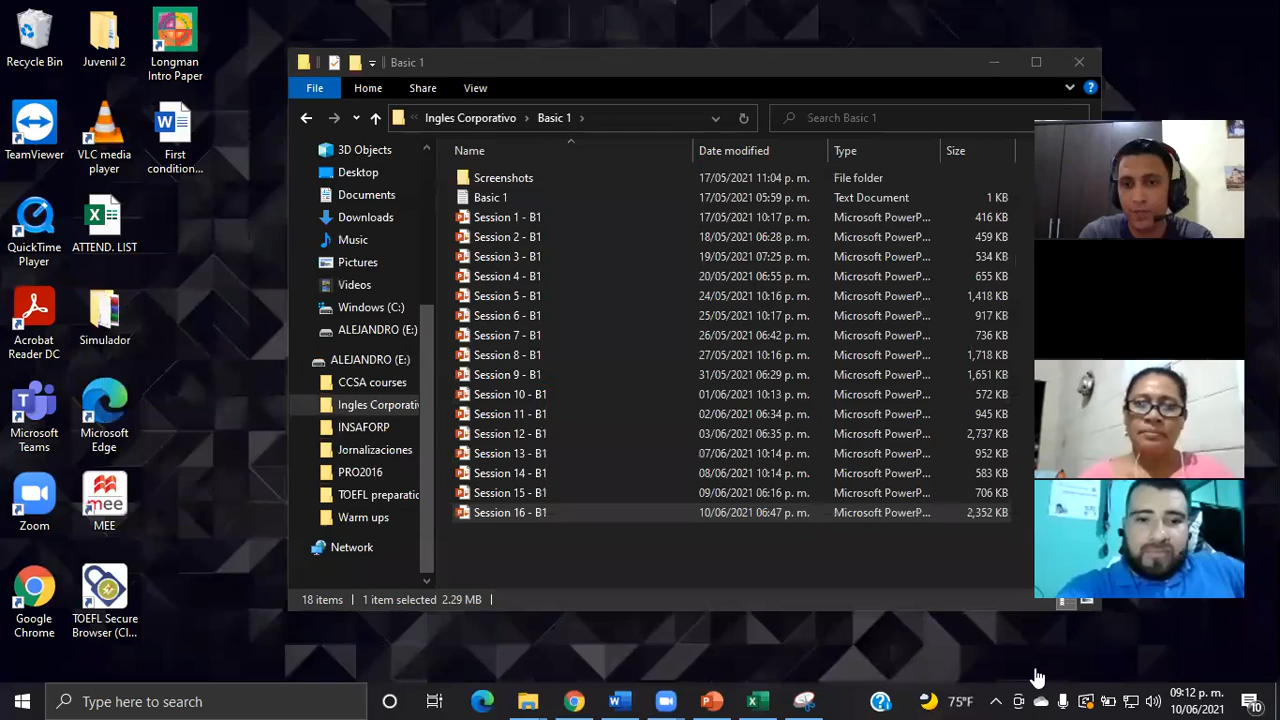 Recycle Bin
Juvenil 2
Longman
Intro Paper
TeamViewer
VLC media
player
First
condition...
QuickTime
Player
ATTEND. LIST
Acrobat
Reader DC
Simulador
Microsoft
Teams
Microsoft
Edge
Zoom
MEE
Google
Chrome
TOEFL Secure
Browser (Cl...
Basic 1
File Home Share View
Ingles Corporativo > Basic 1 >
Search Basic 1
3D Objects
Desktop
Documents
Downloads
Music
Pictures
Videos
Windows (C:)
ALEJANDRO (E:)
ALEJANDRO (E:)
CCSA courses
Ingles Corporativ
INSAFORP
Jornalizaciones
PRO2016
TOEFL preparatio
Warm ups
Network
Name Date modified Type Size
Screenshots 17/05/2021 11:04 p. m. File folder
Basic 1 17/05/2021 05:59 p. m. Text Document 1 KB
Session 1 - B1 17/05/2021 10:17 p. m. Microsoft PowerP... 416 KB
Session 2 - B1 18/05/2021 06:28 p. m. Microsoft PowerP... 459 KB
Session 3 - B1 19/05/2021 07:25 p. m. Microsoft PowerP... 534 KB
Session 4 - B1 20/05/2021 06:55 p. m. Microsoft PowerP... 655 KB
Session 5 - B1 24/05/2021 10:16 p. m. Microsoft PowerP... 1,418 KB
Session 6 - B1 25/05/2021 10:17 p. m. Microsoft PowerP... 917 KB
Session 7 - B1 26/05/2021 06:42 p. m. Microsoft PowerP... 736 KB
Session 8 - B1 27/05/2021 10:16 p. m. Microsoft PowerP... 1,718 KB
Session 9 - B1 31/05/2021 06:29 p. m. Microsoft PowerP... 1,651 KB
Session 10 - B1 01/06/2021 10:13 p. m. Microsoft PowerP... 572 KB
Session 11 - B1 02/06/2021 06:34 p. m. Microsoft PowerP... 945 KB
Session 12 - B1 03/06/2021 06:35 p. m. Microsoft PowerP... 2,737 KB
Session 13 - B1 07/06/2021 10:14 p. m. Microsoft PowerP... 952 KB
Session 14 - B1 08/06/2021 10:14 p. m. Microsoft PowerP... 583 KB
Session 15 - B1 09/06/2021 06:16 p. m. Microsoft PowerP... 706 KB
Session 16 - B1 10/06/2021 06:47 p. m. Microsoft PowerP... 2,352 KB
18 items 1 item selected 2.29 MB
Type here to search
75°F
09:12 p. m.
10/06/2021
10